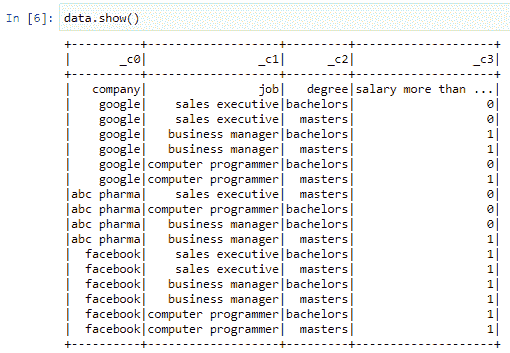 In [6]: data.show()
+----------+-------------------+---------+--------------------+
|       _c0|                _c1|      _c2|                 _c3|
+----------+-------------------+---------+--------------------+
|   company|                job|   degree|salary more than ...|
|    google|    sales executive|bachelors|                   0|
|    google|    sales executive|  masters|                   0|
|    google|   business manager|bachelors|                   1|
|    google|   business manager|  masters|                   1|
|    google|computer programmer|bachelors|                   0|
|    google|computer programmer|  masters|                   1|
|abc pharma|    sales executive|  masters|                   0|
|abc pharma|computer programmer|bachelors|                   0|
|abc pharma|   business manager|bachelors|                   0|
|abc pharma|   business manager|  masters|                   1|
|  facebook|    sales executive|bachelors|                   1|
|  facebook|    sales executive|  masters|                   1|
|  facebook|   business manager|bachelors|                   1|
|  facebook|   business manager|  masters|                   1|
|  facebook|computer programmer|bachelors|                   1|
|  facebook|computer programmer|  masters|                   1|
+----------+-------------------+---------+--------------------+